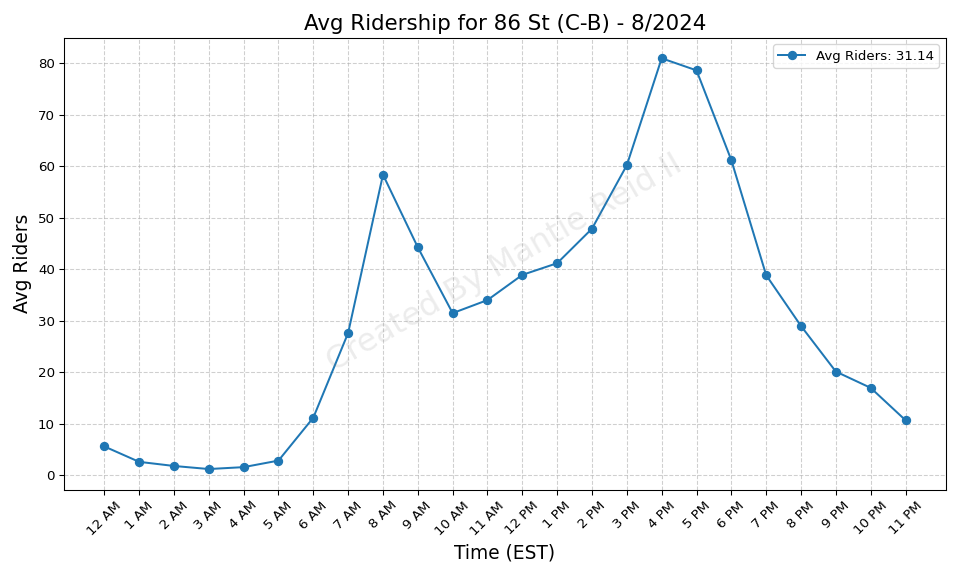 Avg Ridership for 86 St (C-B) - 8/2024
Avg Riders: 31.14
80
70
60
50
40
30
20
10
0
Avg Riders
Created By Mantle Reid II
12 AM
1 AM
2 AM
3 AM
4 AM
5 AM
6 AM
7 AM
8 AM
9 AM
10 AM
11 AM
12 PM
1 PM
2 PM
3 PM
4 PM
5 PM
6 PM
7 PM
8 PM
9 PM
10 PM
11 PM
Time (EST)